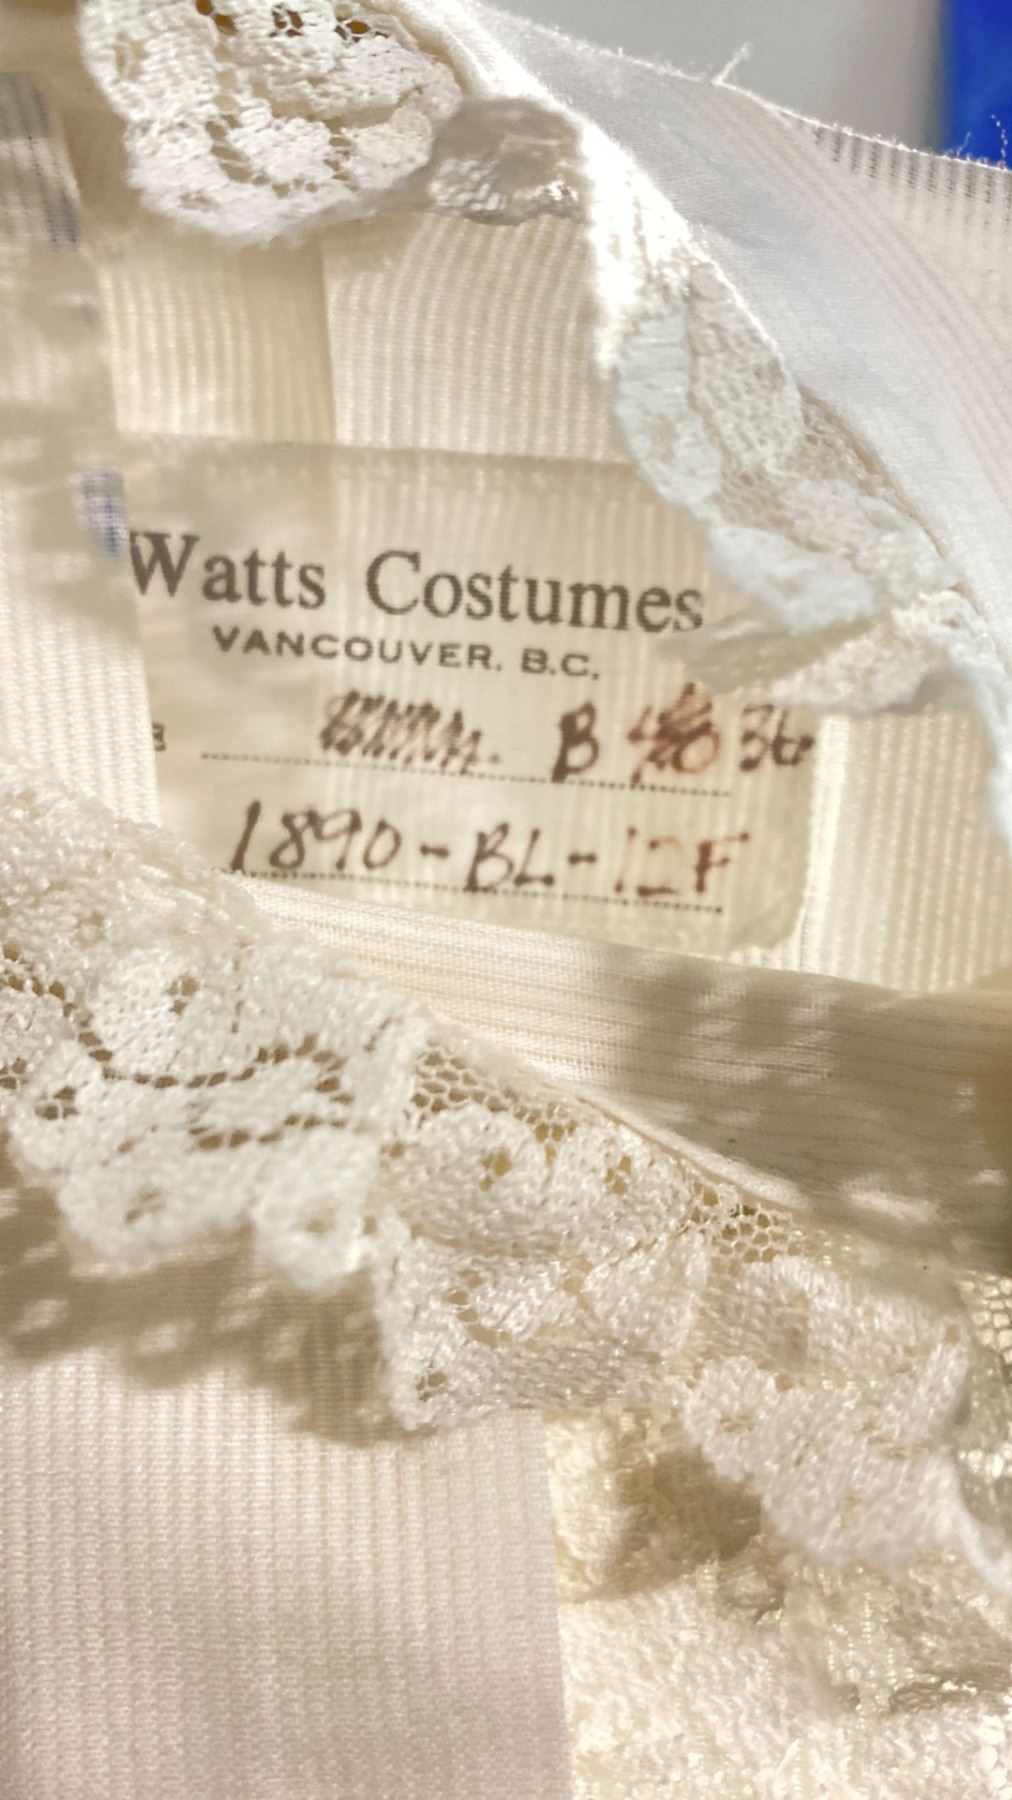 Watts Costumes
VANCOUVER. B.C.
B 36
1890-BL-12F